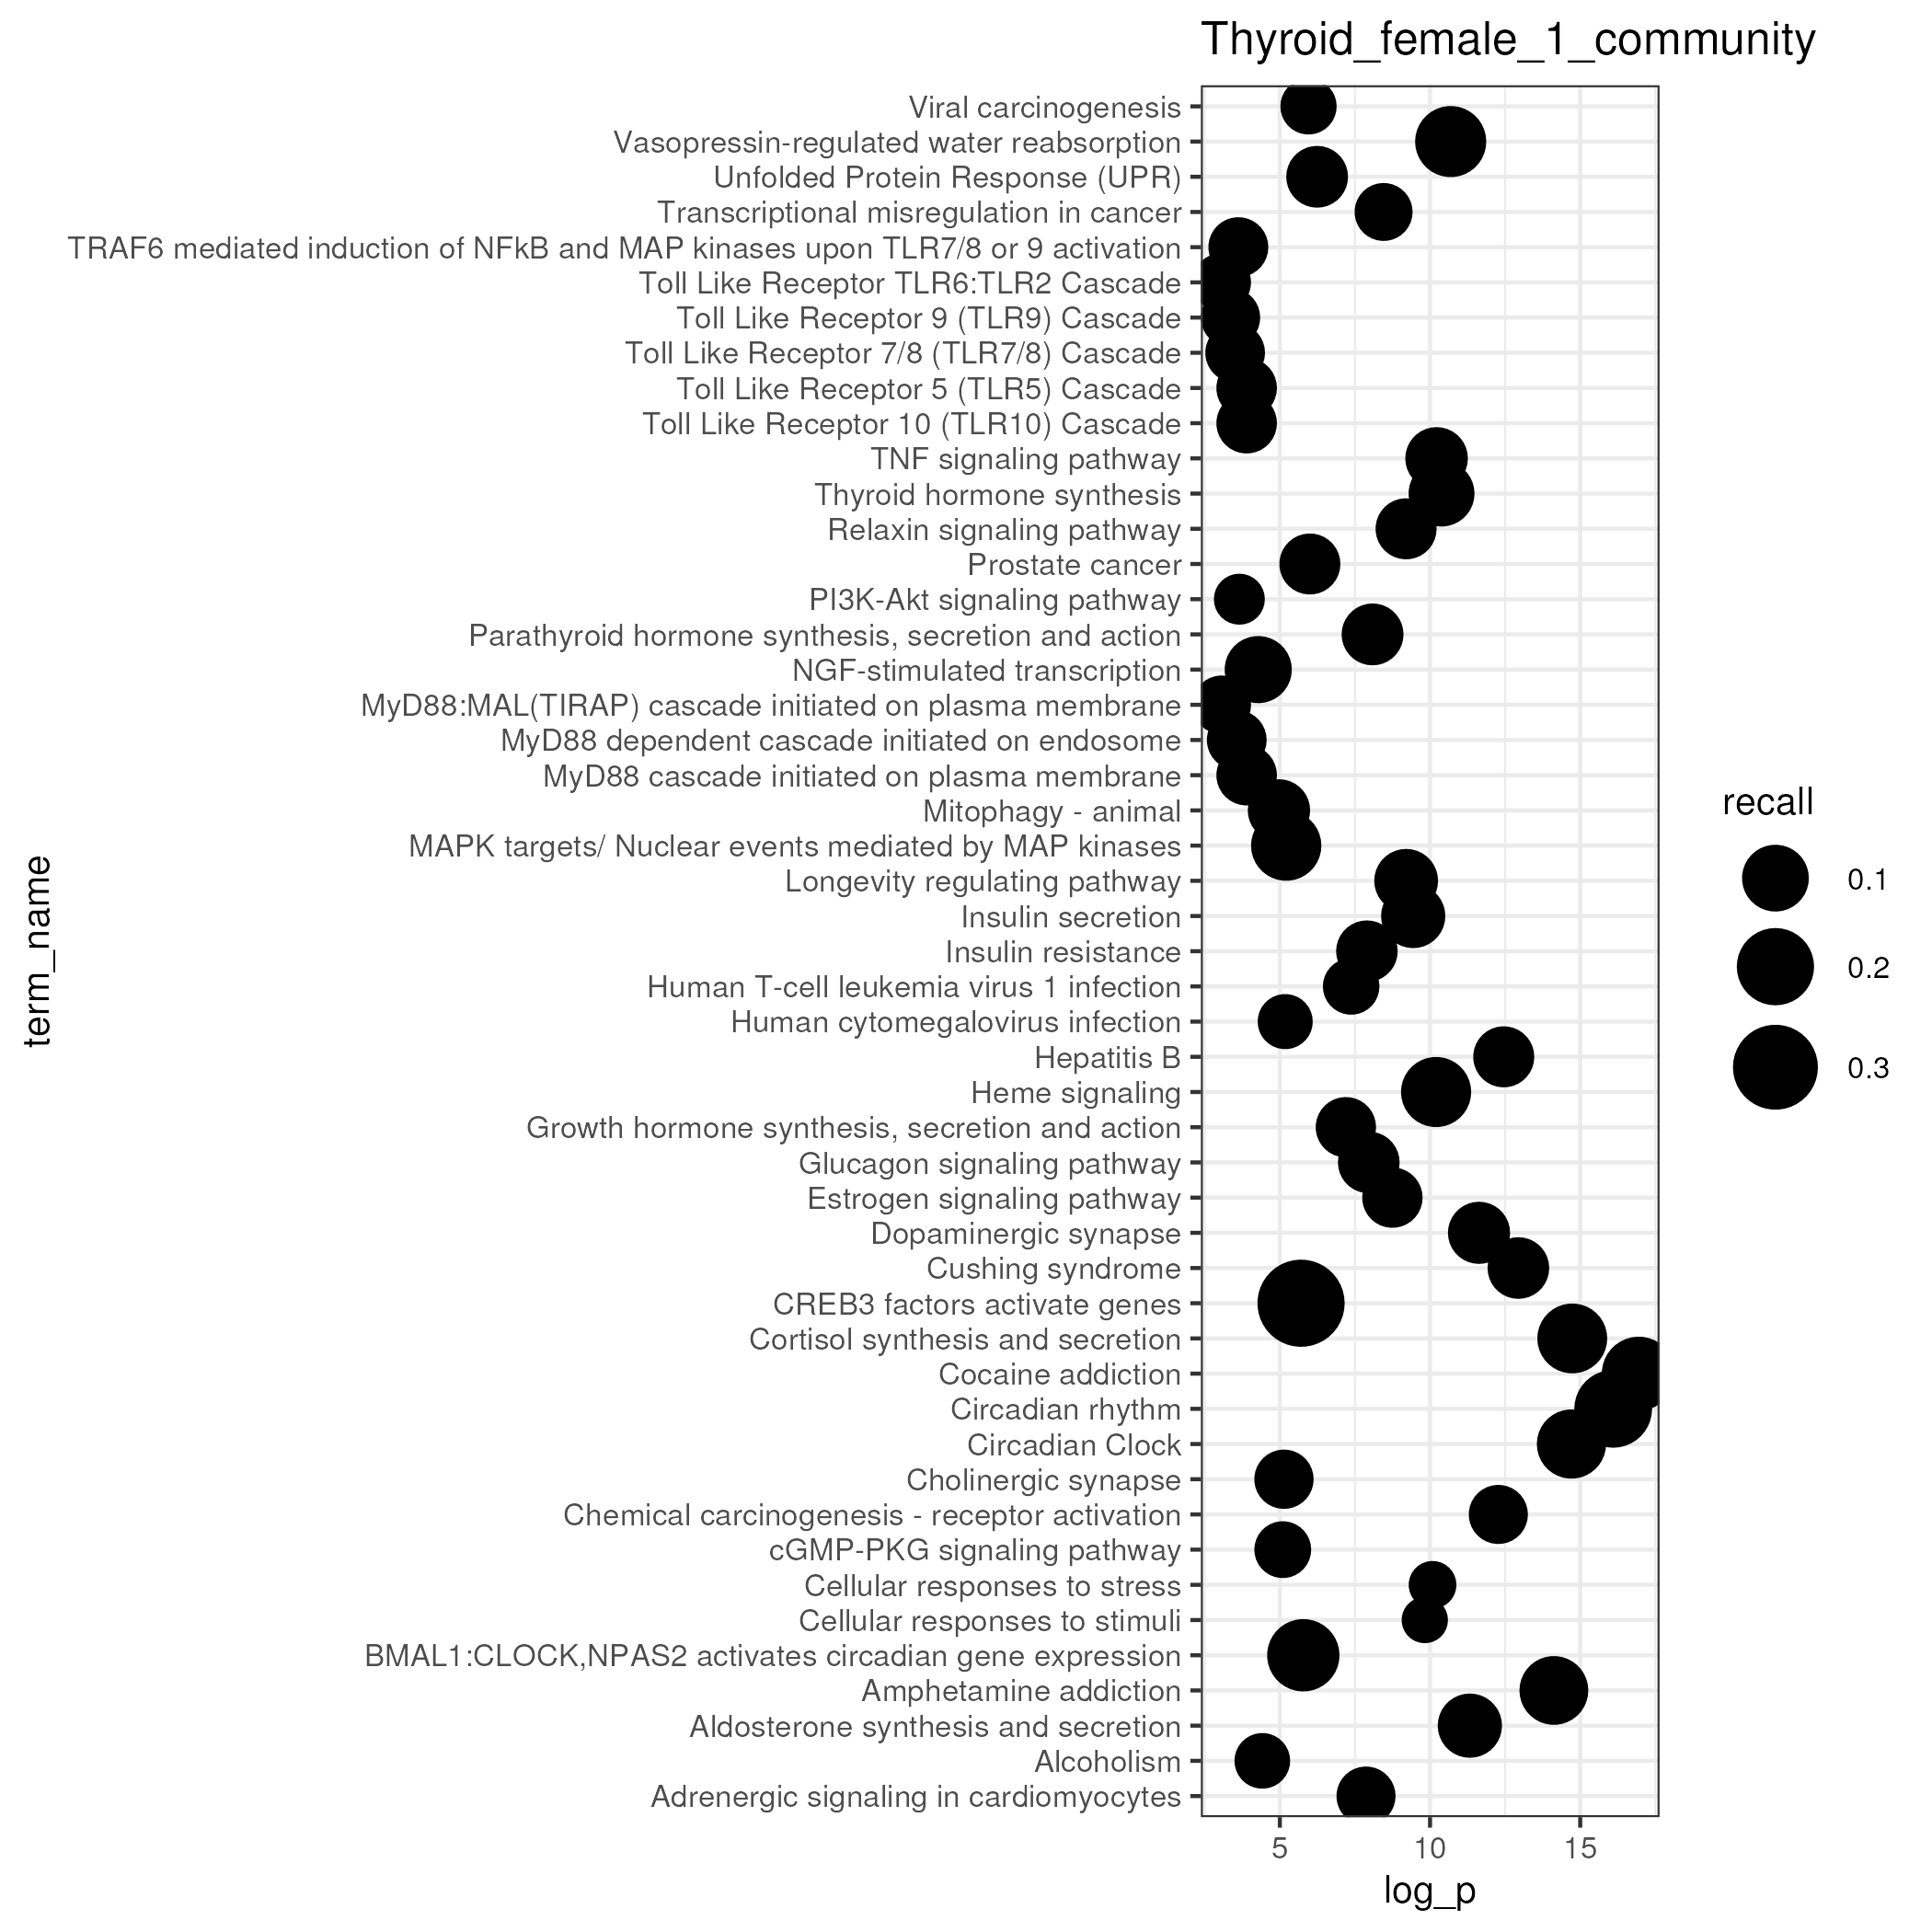 Thyroid_female_1_community
Viral carcinogenesis
Vasopressin-regulated water reabsorption
Unfolded Protein Response (UPR)
Transcriptional misregulation in cancer
TRAF6 mediated induction of NFkB and MAP kinases upon TLR7/8 or 9 activation
Toll Like Receptor TLR6:TLR2 Cascade
Toll Like Receptor 9 (TLR9) Cascade
Toll Like Receptor 7/8 (TLR7/8) Cascade
Toll Like Receptor 5 (TLR5) Cascade
Toll Like Receptor 10 (TLR10) Cascade
TNF signaling pathway
Thyroid hormone synthesis
Relaxin signaling pathway
Prostate cancer
PI3K-Akt signaling pathway
Parathyroid hormone synthesis, secretion and action
NGF-stimulated transcription
MyD88:MAL(TIRAP) cascade initiated on plasma membrane
MyD88 dependent cascade initiated on endosome
MyD88 cascade initiated on plasma membrane
Mitophagy - animal
MAPK targets/ Nuclear events mediated by MAP kinases
Longevity regulating pathway
Insulin secretion
Insulin resistance
Human T-cell leukemia virus 1 infection
Human cytomegalovirus infection
Hepatitis B
Heme signaling
Growth hormone synthesis, secretion and action
Glucagon signaling pathway
Estrogen signaling pathway
Dopaminergic synapse
Cushing syndrome
CREB3 factors activate genes
Cortisol synthesis and secretion
Cocaine addiction
Circadian rhythm
Circadian Clock
Cholinergic synapse
Chemical carcinogenesis - receptor activation
cGMP-PKG signaling pathway
Cellular responses to stress
Cellular responses to stimuli
BMAL1:CLOCK,NPAS2 activates circadian gene expression
Amphetamine addiction
Aldosterone synthesis and secretion
Alcoholism
Adrenergic signaling in cardiomyocytes
term_name
5 10 15
log_p
recall
0.1
0.2
0.3